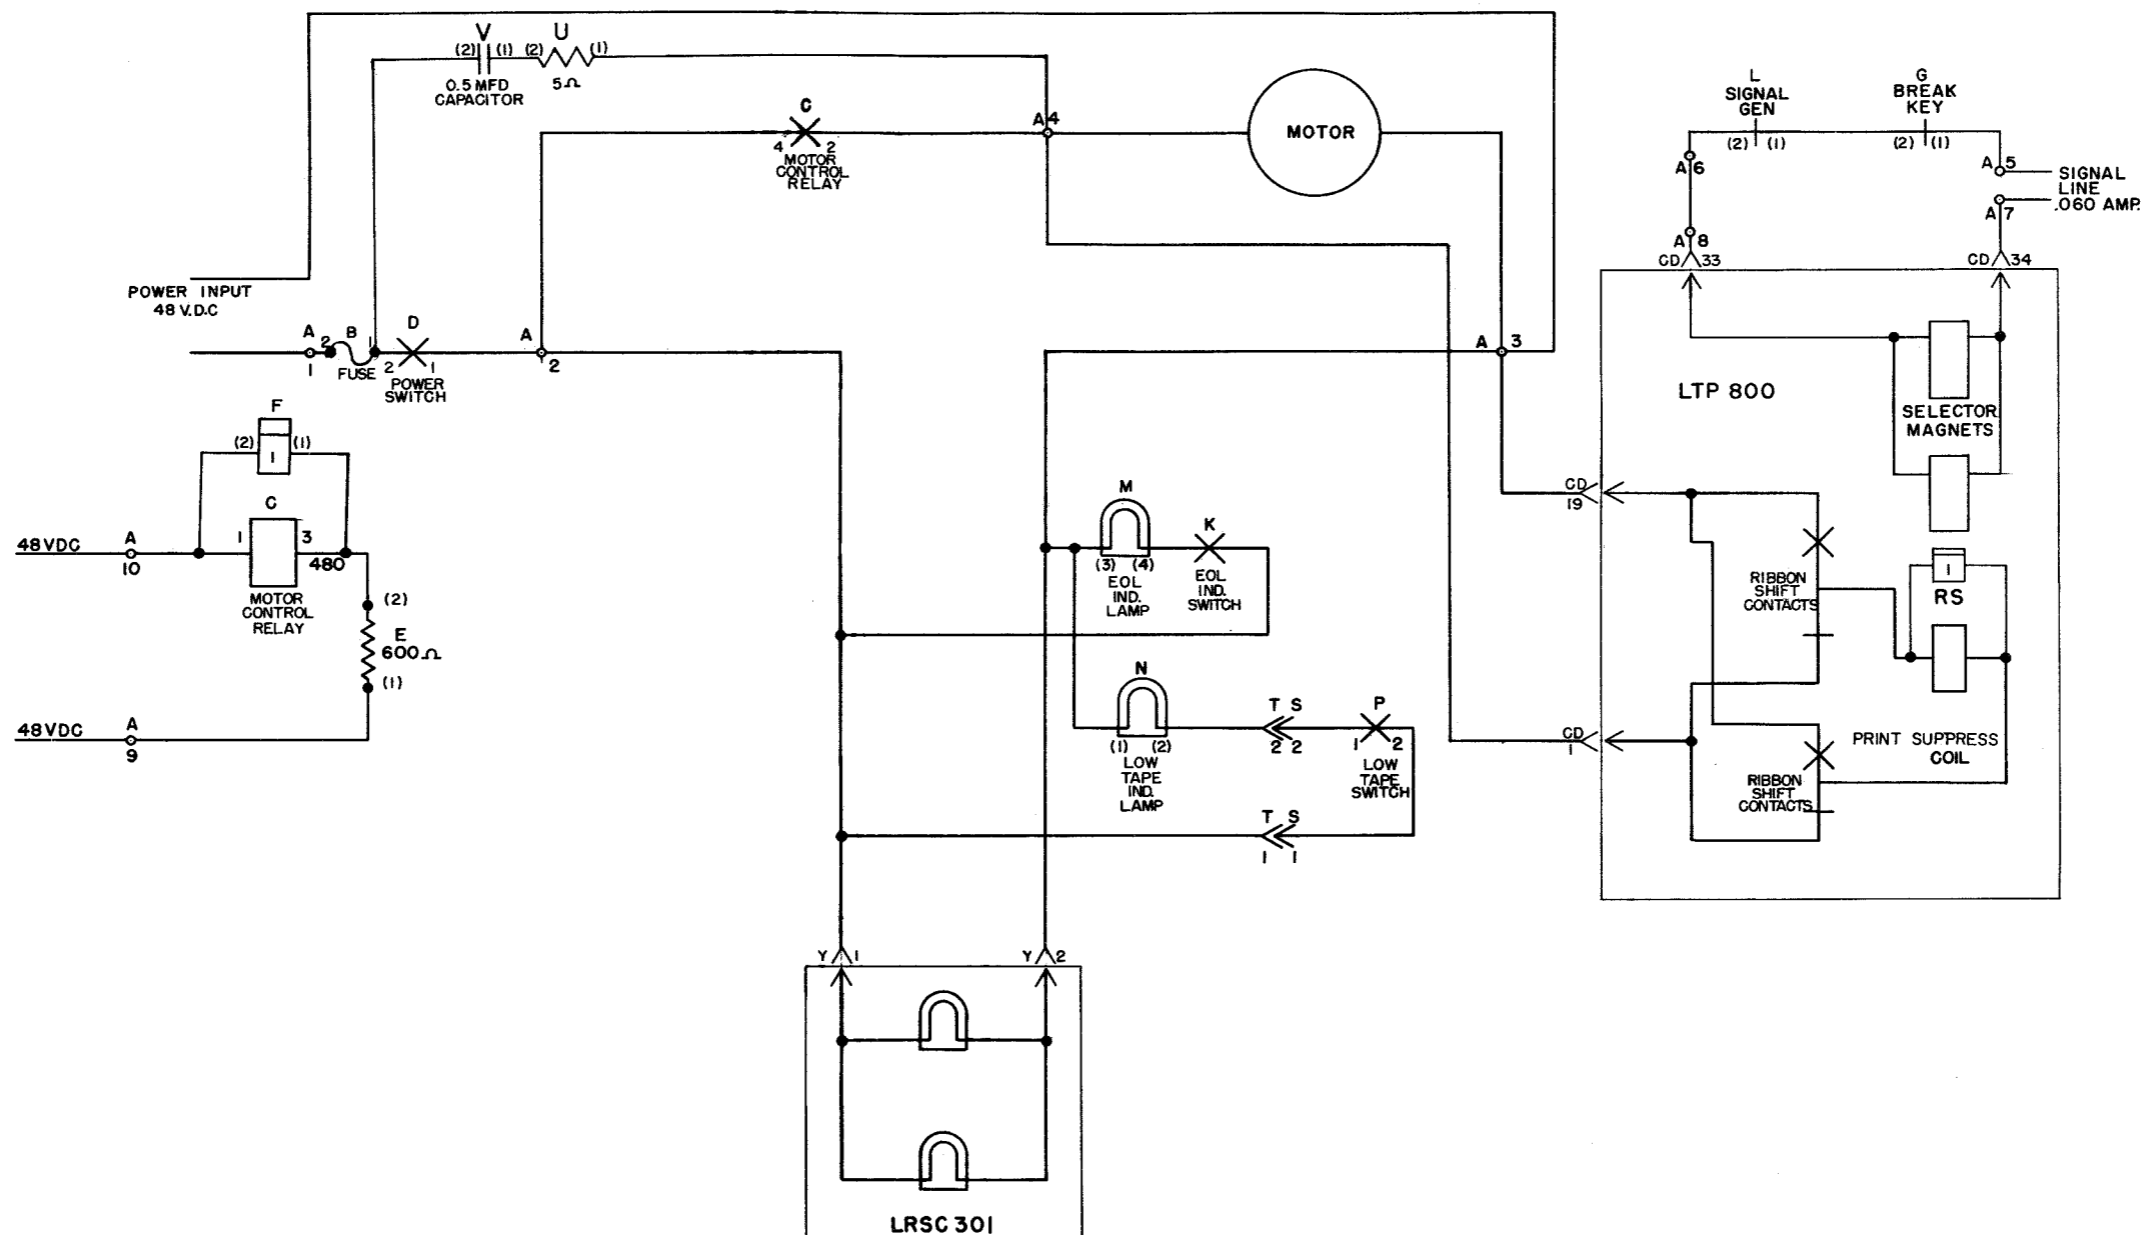 V U
(2) (1) (2) (1)
0.5 MFD
CAPACITOR
5Ω
C
4 2
MOTOR
CONTROL
RELAY
A 4
MOTOR
L
SIGNAL
GEN
(2) (1)
G
BREAK
KEY
(2) (1)
A 6
A 5
SIGNAL
LINE
.060 AMP.
A 7
A 8
CD 33
CD 34
POWER INPUT
48 V.D.C
A
1
2 B 1
FUSE
D
2 1
POWER
SWITCH
A
2
A 3
LTP 800
SELECTOR
MAGNETS
F
(2) (1)
1
C
1 3
480
MOTOR
CONTROL
RELAY
48VDC
A
10
(2)
E
600Ω
(1)
48VDC
A
9
M
(3) (4)
EOL
IND.
LAMP
K
EOL
IND.
SWITCH
N
(1) (2)
LOW
TAPE
IND.
LAMP
T S
2 2
P
1 2
LOW
TAPE
SWITCH
T S
1 1
CD
19
RIBBON
SHIFT
CONTACTS
1
RS
CD
1
PRINT SUPPRESS
COIL
RIBBON
SHIFT
CONTACTS
Y 1
Y 2
LRSC 301